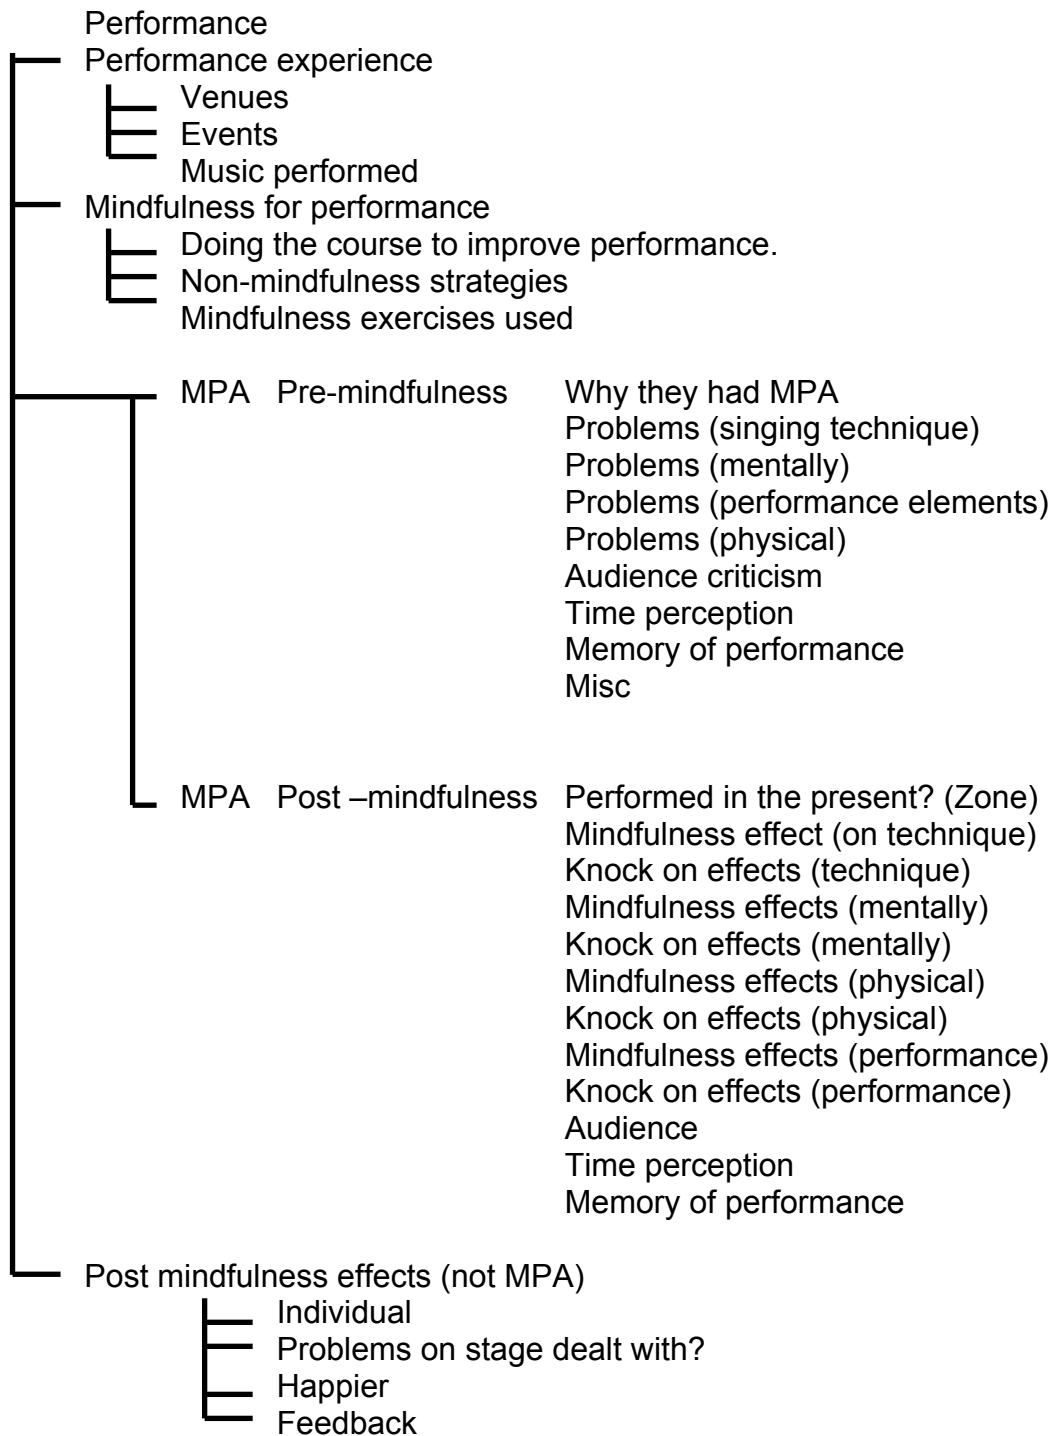 Performance
Performance experience
Venues
Events
Music performed
Mindfulness for performance
Doing the course to improve performance.
Non-mindfulness strategies
Mindfulness exercises used
MPA Pre-mindfulness Why they had MPA
Problems (singing technique)
Problems (mentally)
Problems (performance elements)
Problems (physical)
Audience criticism
Time perception
Memory of performance
Misc
MPA Post –mindfulness Performed in the present? (Zone)
Mindfulness effect (on technique)
Knock on effects (technique)
Mindfulness effects (mentally)
Knock on effects (mentally)
Mindfulness effects (physical)
Knock on effects (physical)
Mindfulness effects (performance)
Knock on effects (performance)
Audience
Time perception
Memory of performance
Post mindfulness effects (not MPA)
Individual
Problems on stage dealt with?
Happier
Feedback